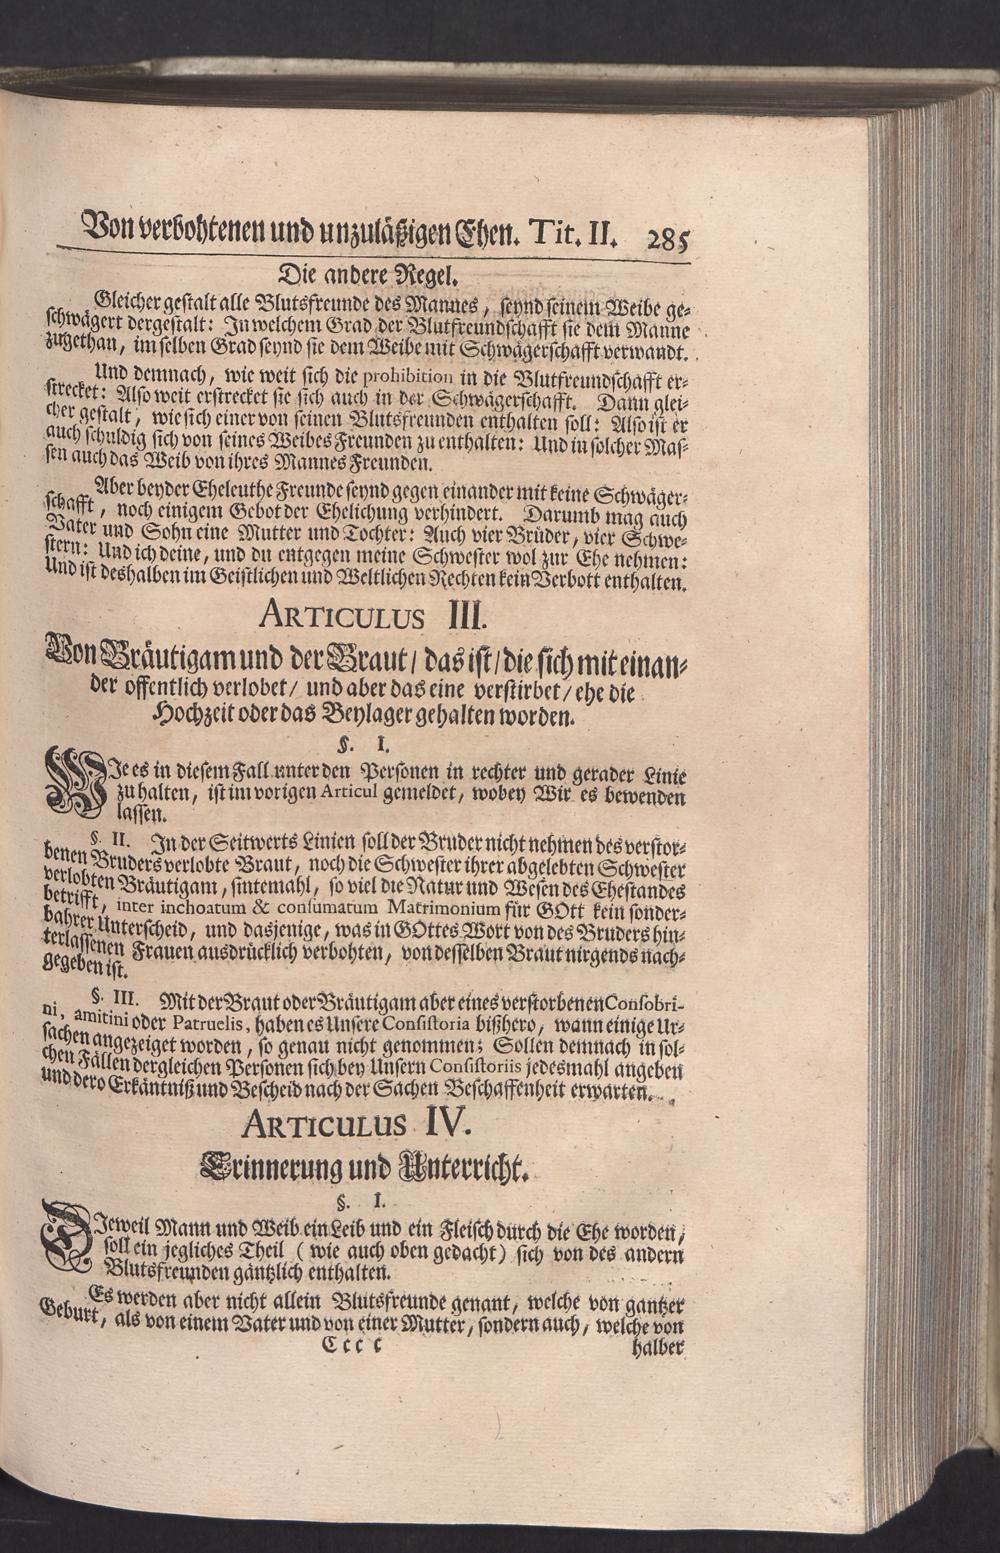 Von verbohtenen und unzuläßigen Ehen. Tit. II. 285
Die andere Regel.
Gleicher gestalt alle Blutsfreunde des Mannes, seynd seinem Weibe ge-
schwägert dergestalt: In welchem Grad der Blutfreundschafft sie dem Manne
zugethan, im selben Grad seynd sie dem Weibe mit Schwägerschafft verwandt.
Und demnach, wie weit sich die prohibition in die Blutfreundschafft er-
strecket: Also weit erstrecket sie sich auch in der Schwägerschafft. Dann glei-
cher gestalt, wie sich einer von seinen Blutsfreunden enthalten soll: Also ist er
auch schuldig sich von seines Weibes Freunden zu enthalten: Und in solcher Mas-
sen auch das Weib von ihres Mannes Freunden.
Aber beyder Eheleuthe Freunde seynd gegen einander mit keine Schwäger-
schafft, noch einigem Gebot der Ehelichung verhindert. Darumb mag auch
Vater und Sohn eine Mutter und Tochter: Auch vier Brüder, vier Schwe-
stern: Und ich deine, und du entgegen meine Schwester wol zur Ehe nehmen:
Und ist deshalben im Geistlichen und Weltlichen Rechten kein Verbott enthalten.
ARTICULUS III.
Von Bräutigam und der Braut / das ist / die sich mit einan-
der offentlich verlobet / und aber das eine verstirbet / ehe die
Hochzeit oder das Beylager gehalten worden.
§. I.
WJe es in diesem Fall unter den Personen in rechter und gerader Linie
zu halten, ist im vorigen Articul gemeldet, wobey Wir es bewenden
lassen.
§. II. In der Seitwerts Linien soll der Bruder nicht nehmen des verstor-
benen Bruders verlobte Braut, noch die Schwester ihrer abgelebten Schwester
verlobten Bräutigam, sintemahl, so viel die Natur und Wesen des Ehestandes
betrifft, inter inchoatum & consumatum Matrimonium für GOtt kein sonder-
bahrer Unterscheid, und dasjenige, was in GOttes Wort von des Bruders hin-
terlassenen Frauen ausdrücklich verbohten, von desselben Braut nirgends nach-
gegeben ist.
§. III. Mit der Braut oder Bräutigam aber eines verstorbenen Consobri-
ni, amitini oder Patruelis, haben es Unsere Consistoria bißhero, wann einige Ur-
sachen angezeiget worden, so genau nicht genommen; Sollen demnach in sol-
chen Fällen dergleichen Personen sich bey Unsern Consistoriis jedesmahl angeben
und dero Erkäntniß und Bescheid nach der Sachen Beschaffenheit erwarten.
ARTICULUS IV.
Erinnerung und Unterricht.
§. I.
DJeweil Mann und Weib ein Leib und ein Fleisch durch die Ehe worden,
soll ein jegliches Theil (wie auch oben gedacht) sich von des andern
Blutsfreunden gäntzlich enthalten.
Es werden aber nicht allein Blutsfreunde genant, welche von gantzer
Geburt, als von einem Vater und von einer Mutter, sondern auch, welche von
Cccc halber